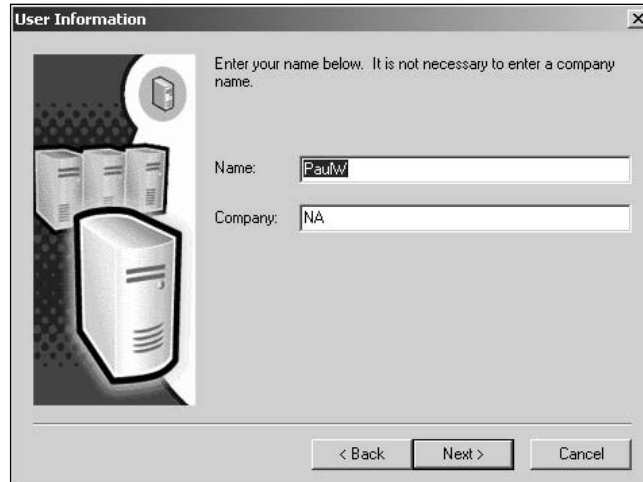 User Information
Enter your name below. It is not necessary to enter a company
name.
Name: PaulW
Company: NA
< Back Next > Cancel